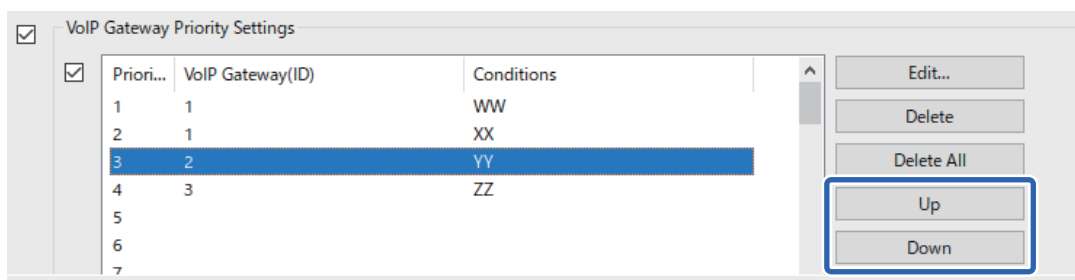 VoIP Gateway Priority Settings
Priori... VoIP Gateway(ID) Conditions
1 1 WW
2 1 XX
3 2 YY
4 3 ZZ
5
6
7
Edit...
Delete
Delete All
Up
Down